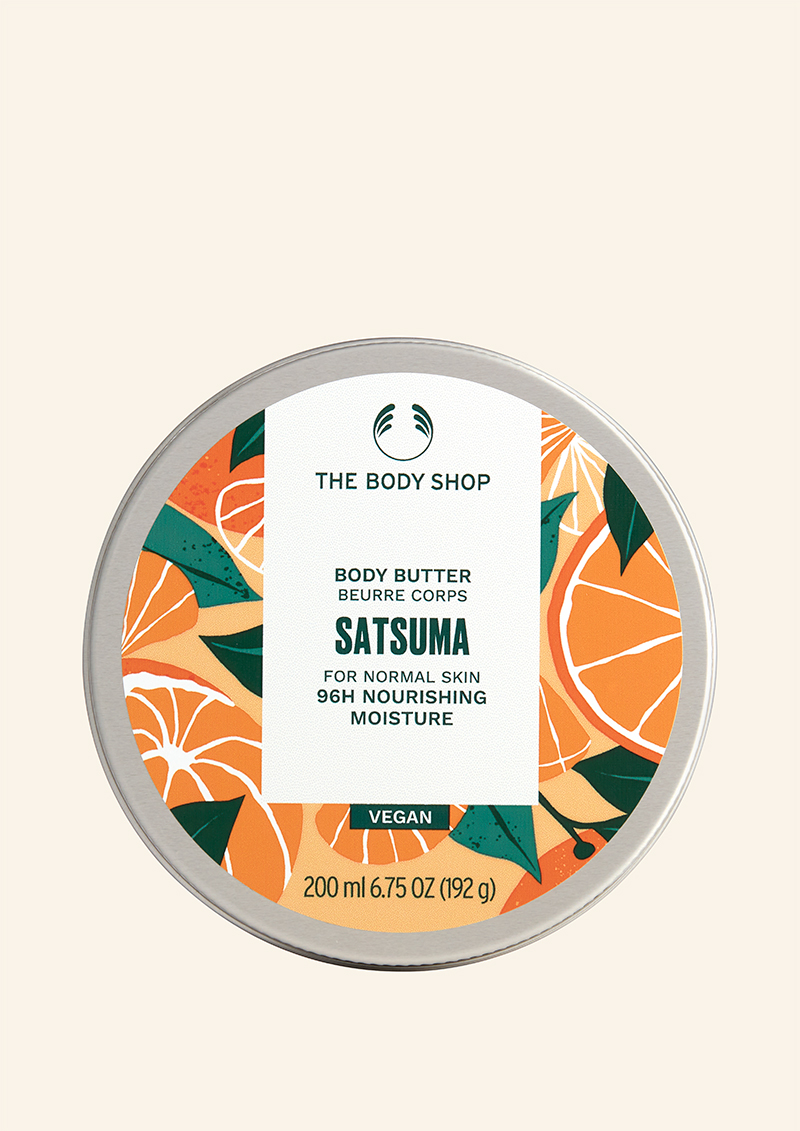 THE BODY SHOP
BODY BUTTER
BEURRE CORPS
SATSUMA
FOR NORMAL SKIN
96H NOURISHING
MOISTURE
VEGAN
200 ml 6.75 OZ (192 g)